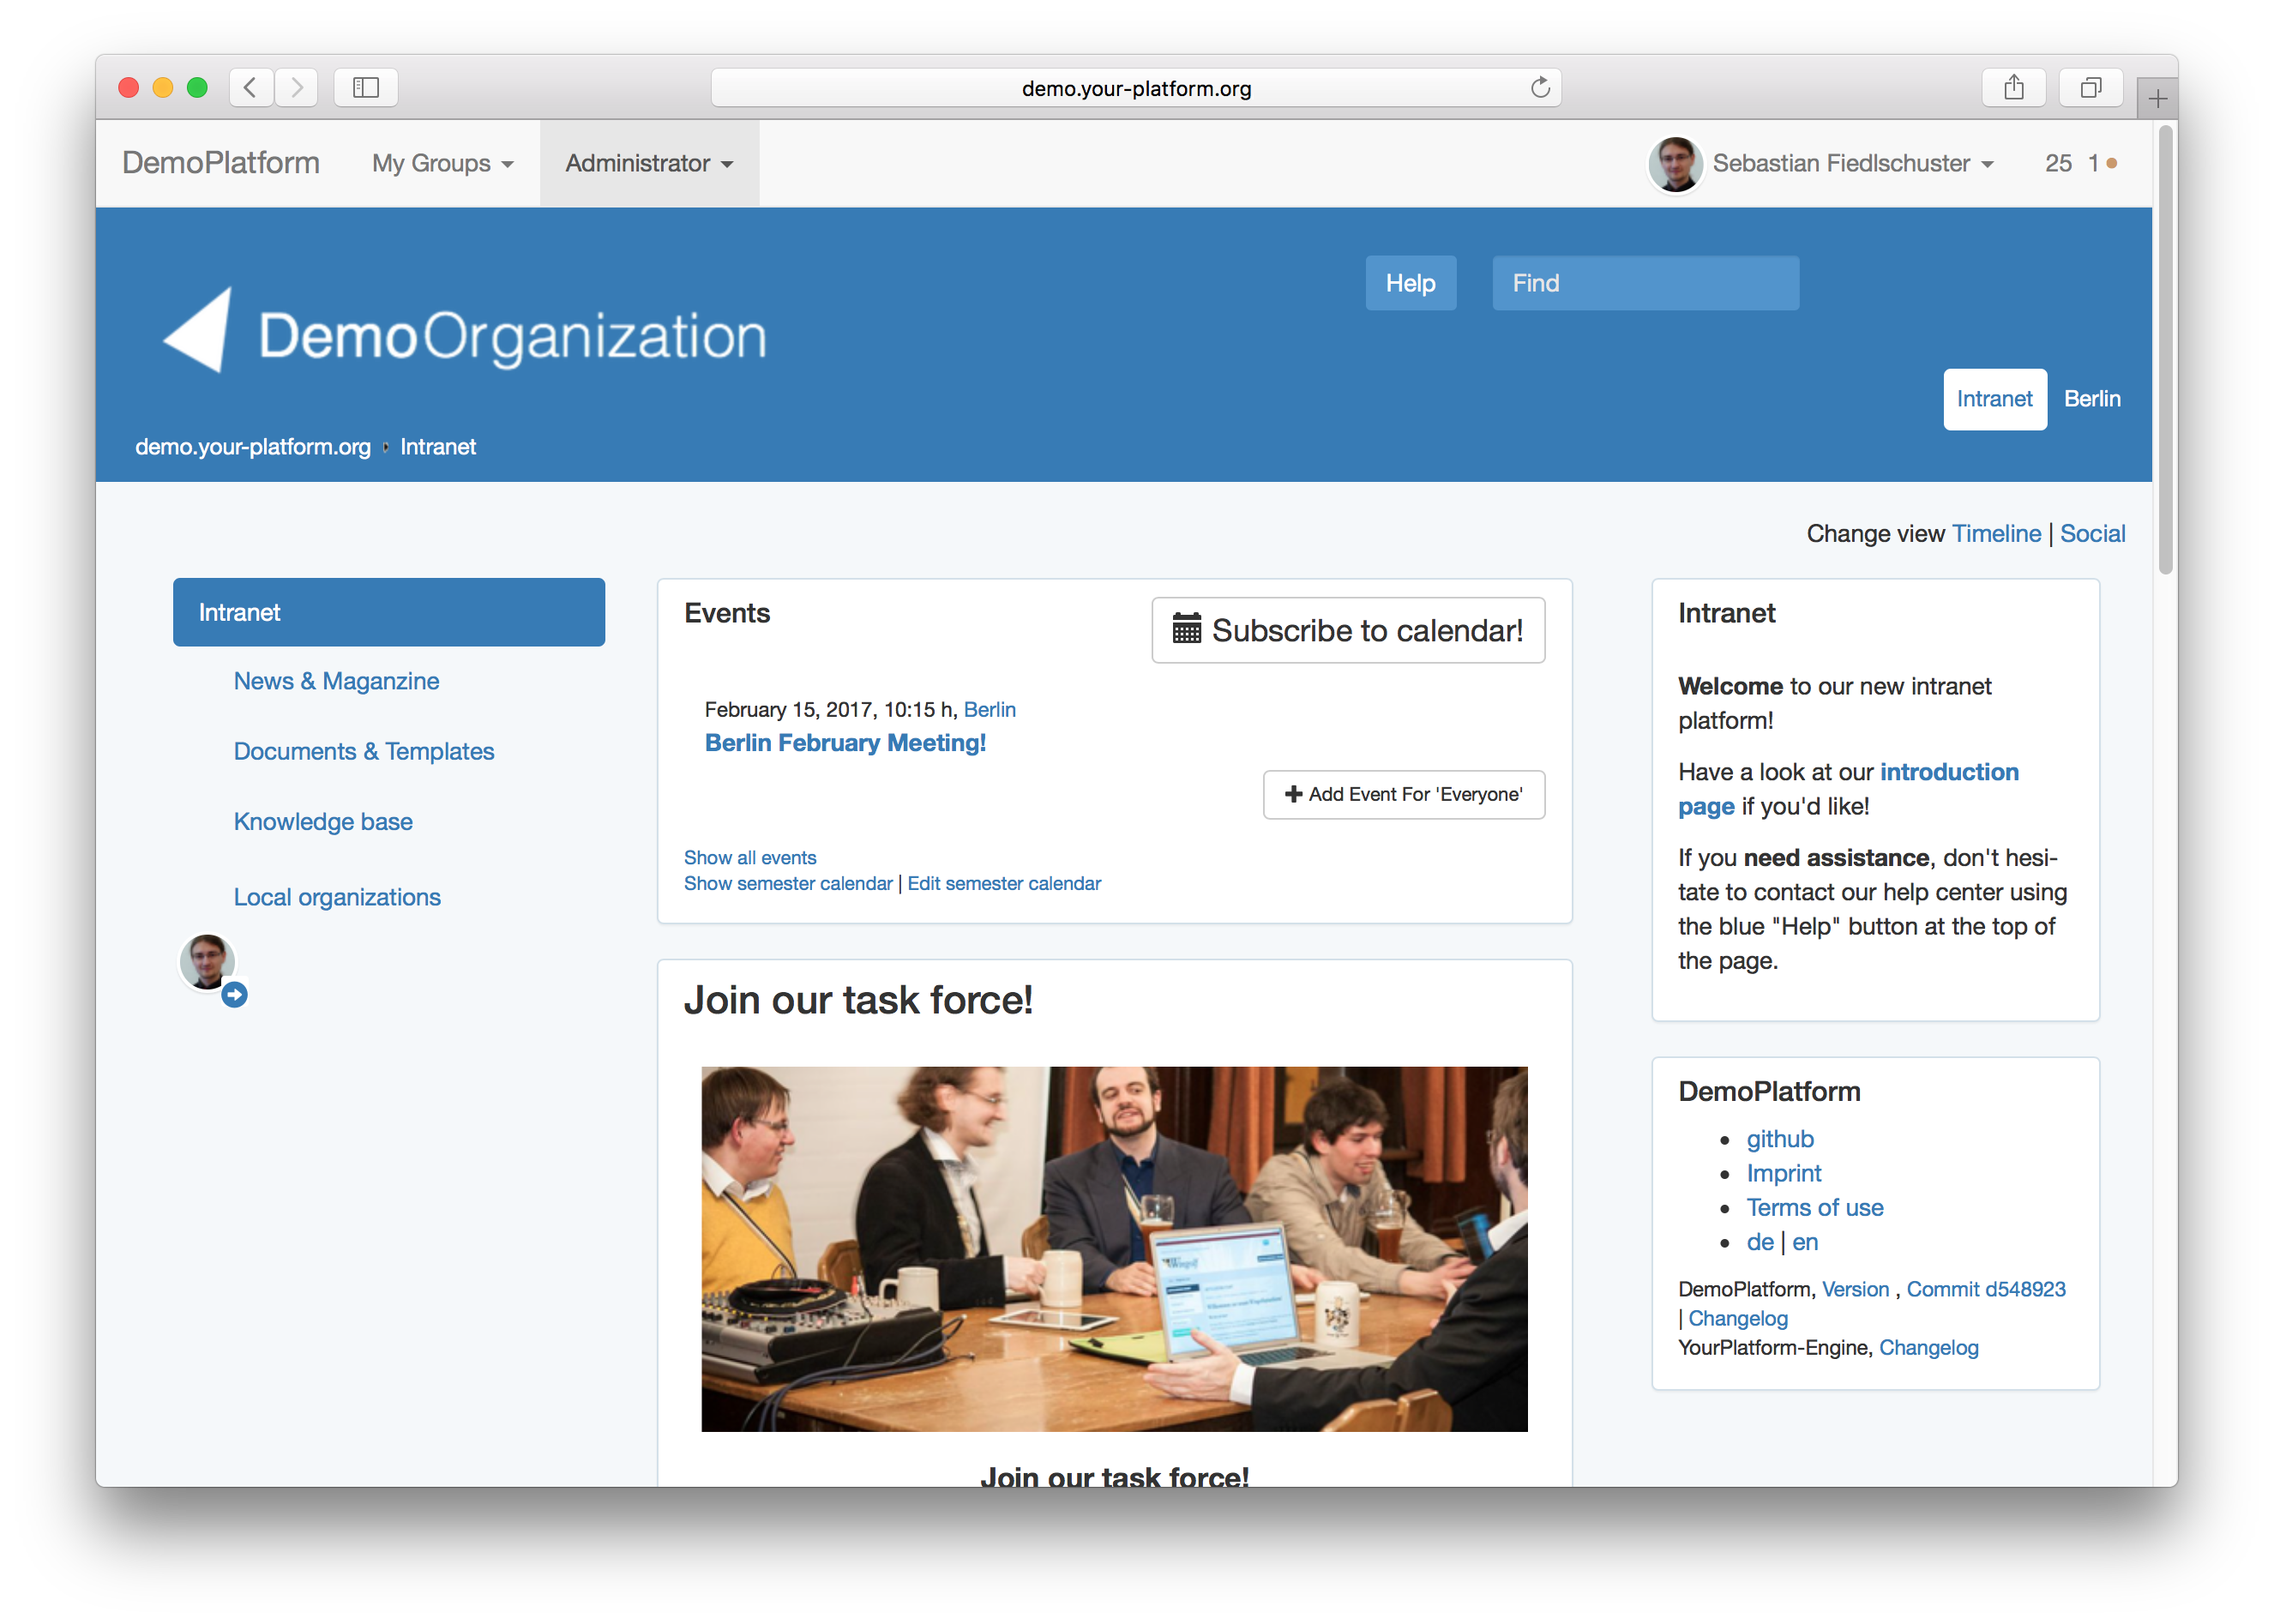 demo.your-platform.org
DemoPlatform My Groups Administrator Sebastian Fiedlschuster 25 1
Help Find
DemoOrganization
Intranet Berlin
demo.your-platform.org Intranet
Change view Timeline | Social
Intranet
News & Maganzine
Documents & Templates
Knowledge base
Local organizations
Events
Subscribe to calendar!
February 15, 2017, 10:15 h, Berlin
Berlin February Meeting!
Add Event For 'Everyone'
Show all events
Show semester calendar | Edit semester calendar
Join our task force!
Join our task force!
Intranet
Welcome to our new intranet
platform!
Have a look at our introduction
page if you'd like!
If you need assistance, don't hesi-
tate to contact our help center using
the blue "Help" button at the top of
the page.
DemoPlatform
github
Imprint
Terms of use
de | en
DemoPlatform, Version , Commit d548923
| Changelog
YourPlatform-Engine, Changelog